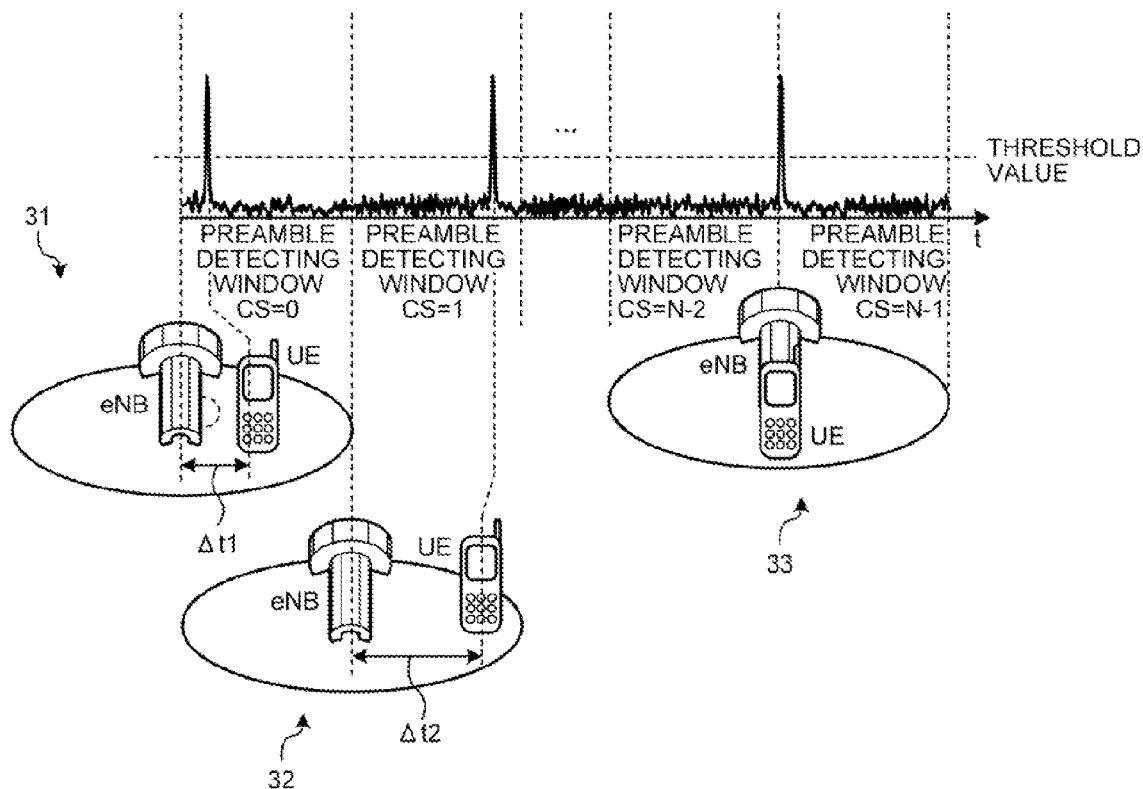 ...
THRESHOLD
VALUE
t
31
PREAMBLE
DETECTING
WINDOW
CS=0
PREAMBLE
DETECTING
WINDOW
CS=1
PREAMBLE
DETECTING
WINDOW
CS=N-2
PREAMBLE
DETECTING
WINDOW
CS=N-1
UE
eNB
Δt1
eNB
UE
33
UE
eNB
Δt2
32